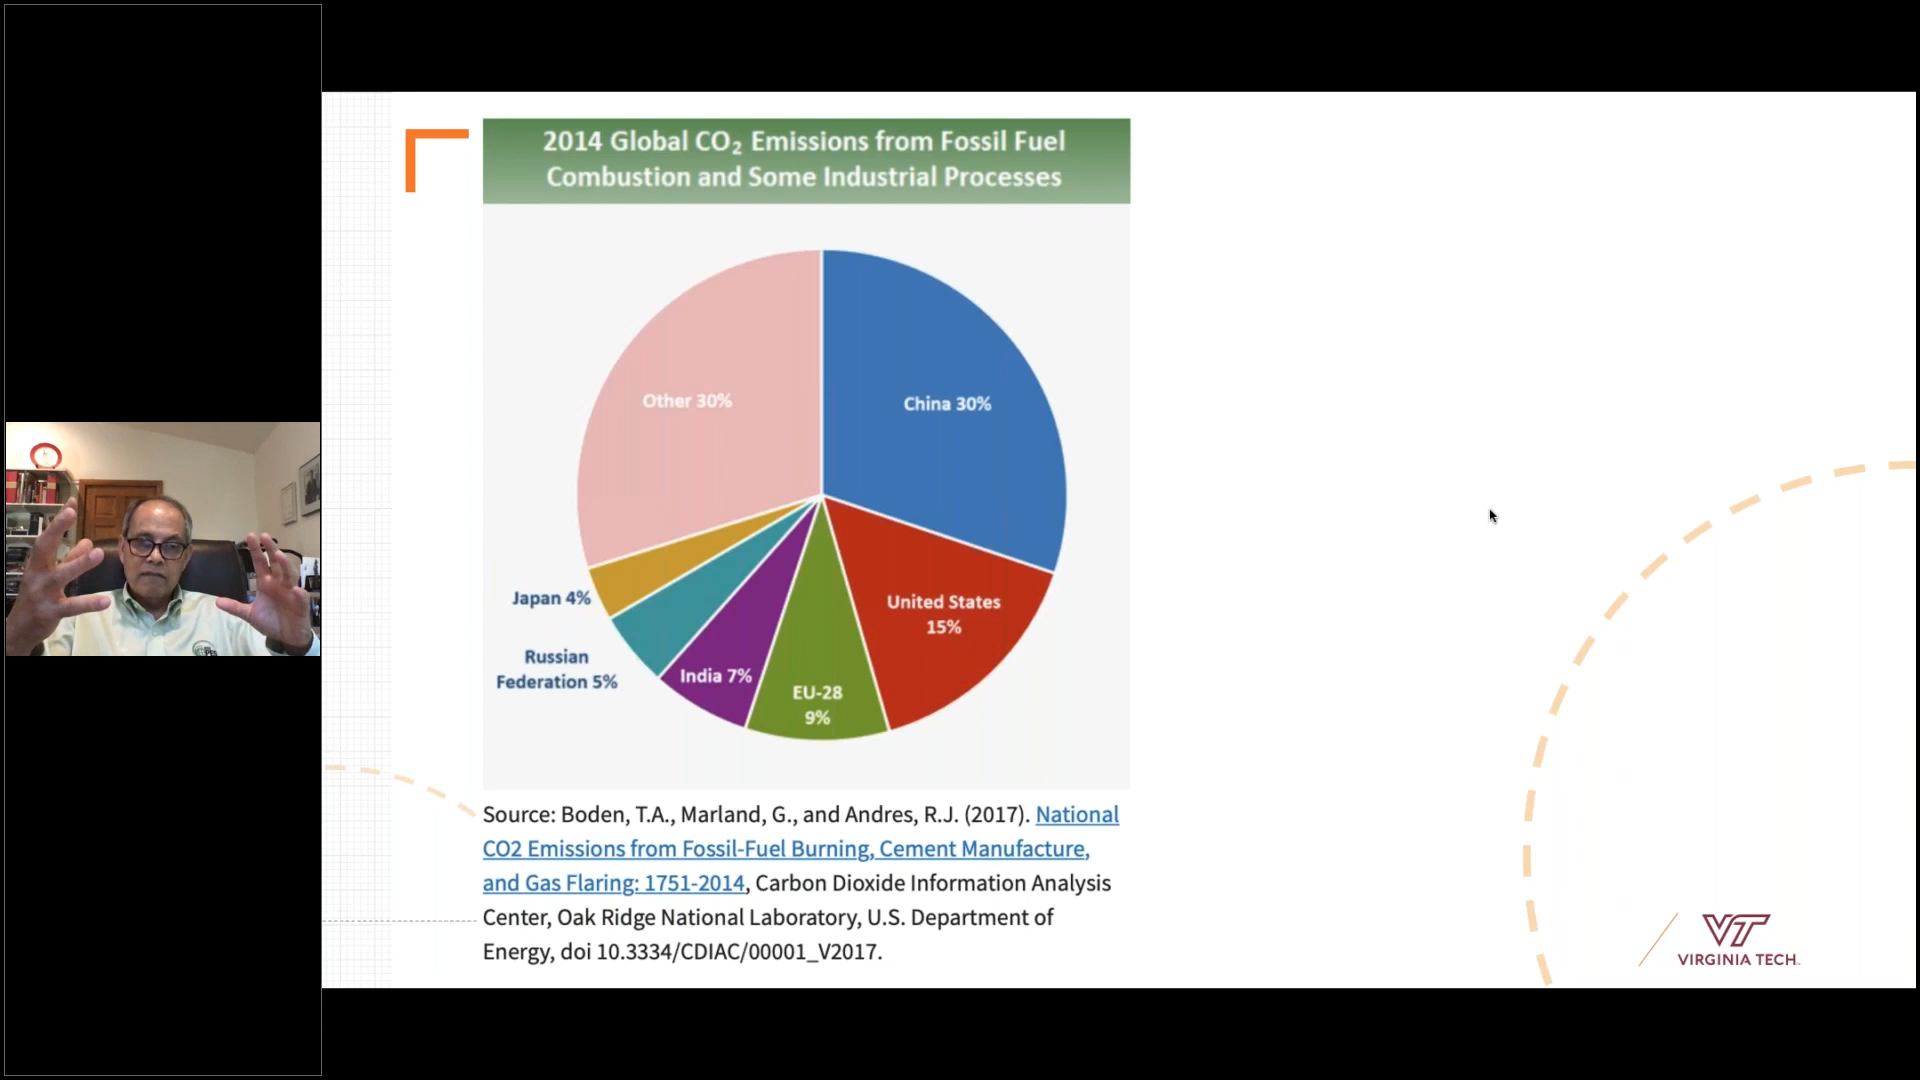 2014 Global CO₂ Emissions from Fossil Fuel
Combustion and Some Industrial Processes
Other 30%
China 30%
Japan 4%
United States
15%
Russian
Federation 5%
India 7%
EU-28
9%
Source: Boden, T.A., Marland, G., and Andres, R.J. (2017). National
CO2 Emissions from Fossil-Fuel Burning, Cement Manufacture,
and Gas Flaring: 1751-2014, Carbon Dioxide Information Analysis
Center, Oak Ridge National Laboratory, U.S. Department of
Energy, doi 10.3334/CDIAC/00001_V2017.
VT
VIRGINIA TECH